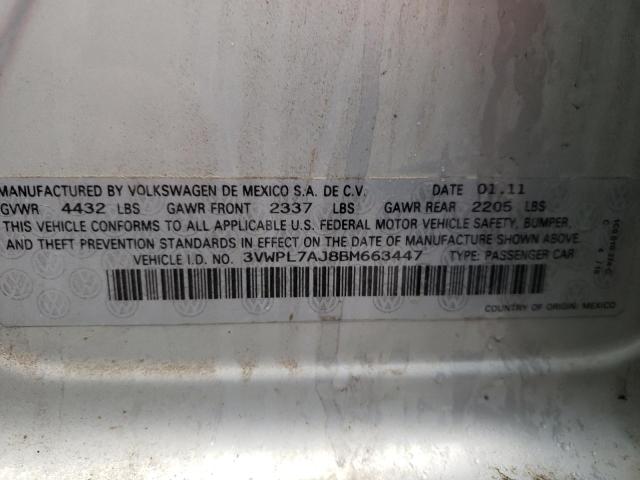 MANUFACTURED BY VOLKSWAGEN DE MEXICO S.A. DE C.V. DATE 01.11
GVWR 4432 LBS GAWR FRONT 2337 LBS GAWR REAR 2205 LBS
THIS VEHICLE CONFORMS TO ALL APPLICABLE U.S. FEDERAL MOTOR VEHICLE SAFETY, BUMPER,
AND THEFT PREVENTION STANDARDS IN EFFECT ON THE DATE OF MANUFACTURE SHOWN ABOVE.
VEHICLE I.D. NO. 3VWPL7AJ8BM663447 TYPE: PASSENGER CAR
COUNTRY OF ORIGIN: MEXICO